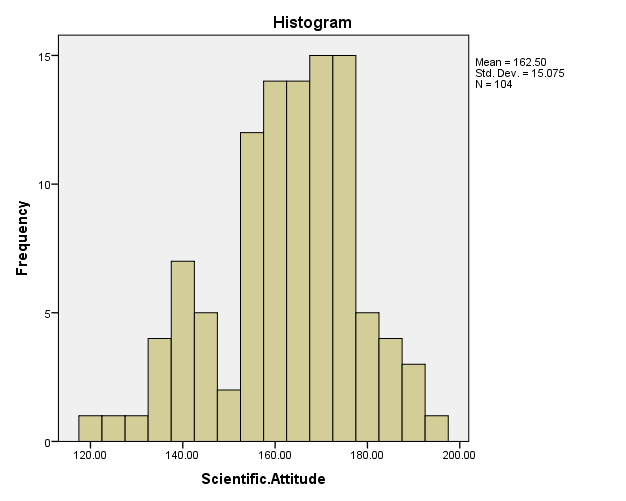 Histogram
Mean = 162.50
Std. Dev. = 15.075
N = 104
Frequency
15
10
5
0
120.00 140.00 160.00 180.00 200.00
Scientific.Attitude